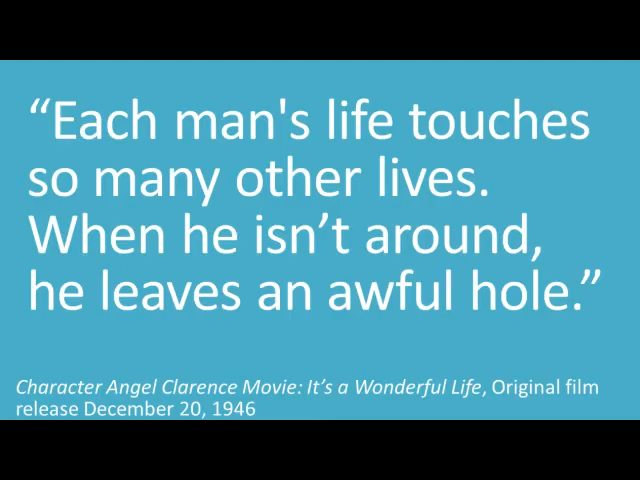 “Each man's life touches
so many other lives.
When he isn’t around,
he leaves an awful hole.”
Character Angel Clarence Movie: It’s a Wonderful Life, Original film
release December 20, 1946